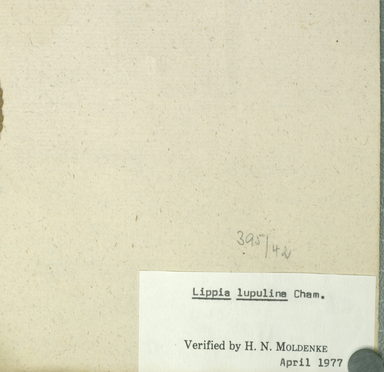 395/42
Lippia lupulina Cham.
Verified by H. N. MOLDENKE
April 1977